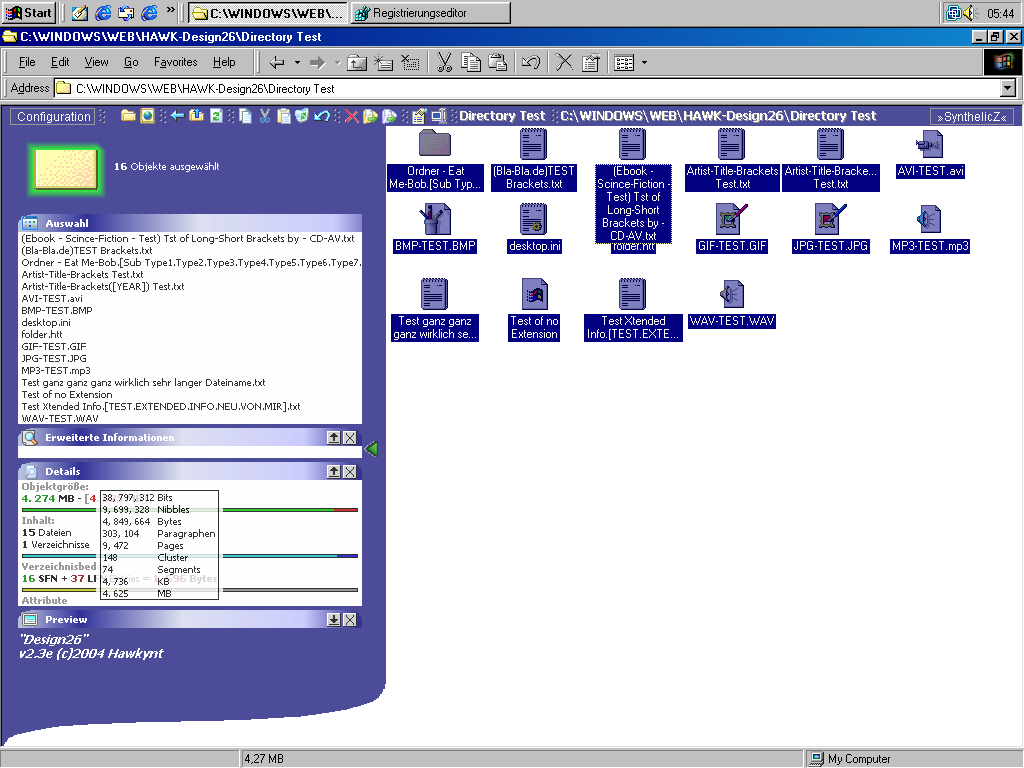 Start
»
C:\WINDOWS\WEB\...
Registrierungseditor
05:44
C:\WINDOWS\WEB\HAWK-Design26\Directory Test
File Edit View Go Favorites Help
Address C:\WINDOWS\WEB\HAWK-Design26\Directory Test
Configuration
Directory Test
C:\WINDOWS\WEB\HAWK-Design26\Directory Test
»SyntheticZ«
16 Objekte ausgewählt
Auswahl
(Ebook - Scince-Fiction - Test) Tst of Long-Short Brackets by - CD-AV.txt
(Bla-Bla.de)TEST Brackets.txt
Ordner - Eat Me-Bob.[Sub Type1.Type2.Type3.Type4.Type5.Type6.Type7.
Artist-Title-Brackets Test.txt
Artist-Title-Brackets([YEAR]) Test.txt
AVI-TEST.avi
BMP-TEST.BMP
desktop.ini
folder.htt
GIF-TEST.GIF
JPG-TEST.JPG
MP3-TEST.mp3
Test ganz ganz ganz wirklich sehr langer Dateiname.txt
Test of no Extension
Test Xtended Info.[TEST.EXTENDED.INFO.NEU.VON.MIR].txt
WAV-TEST.WAV
Erweiterte Informationen
Details
Objektgröße:
4.274 MB - [4.
Inhalt:
15 Dateien
1 Verzeichnisse
Verzeichnisbed
16 SFN + 37 LF
Attribute
38,797,312 Bits
9,699,328 Nibbles
4,849,664 Bytes
303,104 Paragraphen
9,472 Pages
148 Cluster
74 Segments
4,736 KB
4.625 MB
Preview
"Design26"
v2.3e (c)2004 Hawkynt
Ordner - Eat
Me-Bob.[Sub Typ...
(Bla-Bla.de)TEST
Brackets.txt
(Ebook -
Scince-Fiction -
Test) Tst of
Long-Short
Brackets by -
CD-AV.txt
Artist-Title-Brackets
Test.txt
Artist-Title-Bracke...
Test.txt
AVI-TEST.avi
BMP-TEST.BMP
desktop.ini
folder.htt
GIF-TEST.GIF
JPG-TEST.JPG
MP3-TEST.mp3
Test ganz ganz
ganz wirklich se...
Test of no
Extension
Test Xtended
Info.[TEST.EXTE...
WAV-TEST.WAV
4,27 MB
My Computer